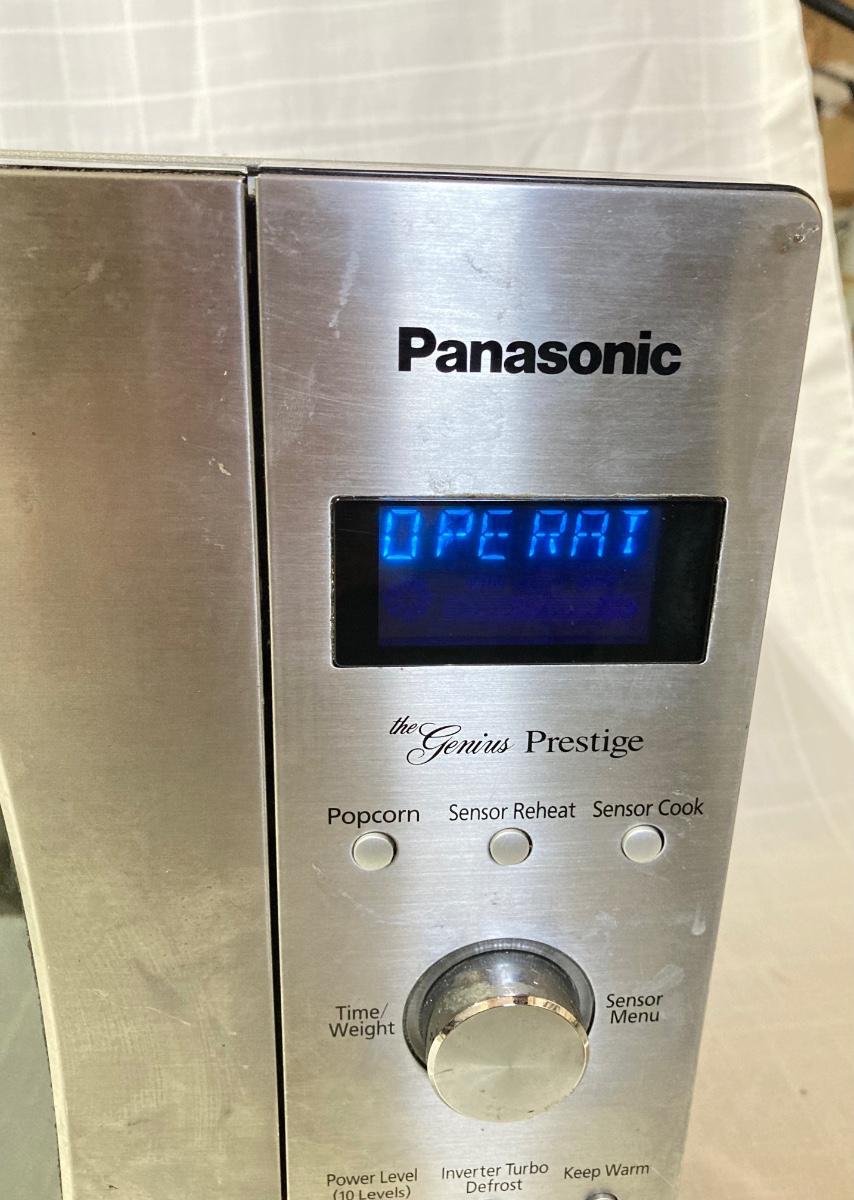 Panasonic
OPERAT
the Genius Prestige
Popcorn Sensor Reheat Sensor Cook
Time/
Weight
Sensor
Menu
Power Level
(10 Levels)
Inverter Turbo
Defrost
Keep Warm